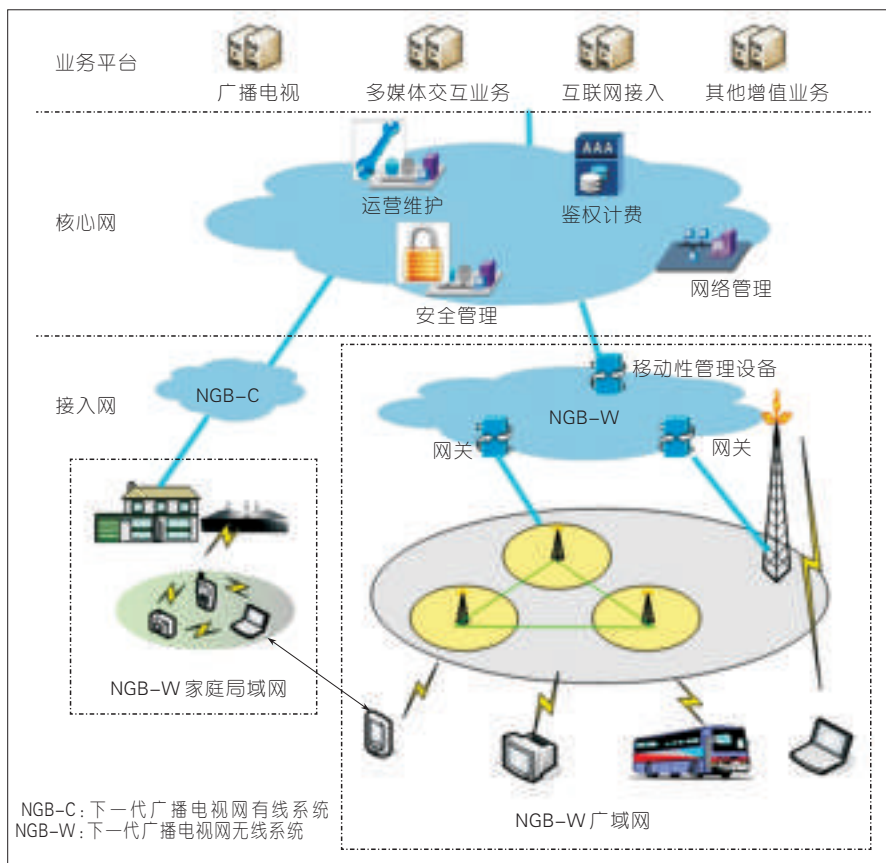 业务平台
广播电视
多媒体交互业务
互联网接入
其他增值业务
AAA
运营维护
鉴权计费
核心网
网络管理
安全管理
移动性管理设备
接入网
NGB-C
NGB-W
网关
网关
NGB-W家庭局域网
NGB-W广域网
NGB-C:下一代广播电视网有线系统
NGB-W:下一代广播电视网无线系统